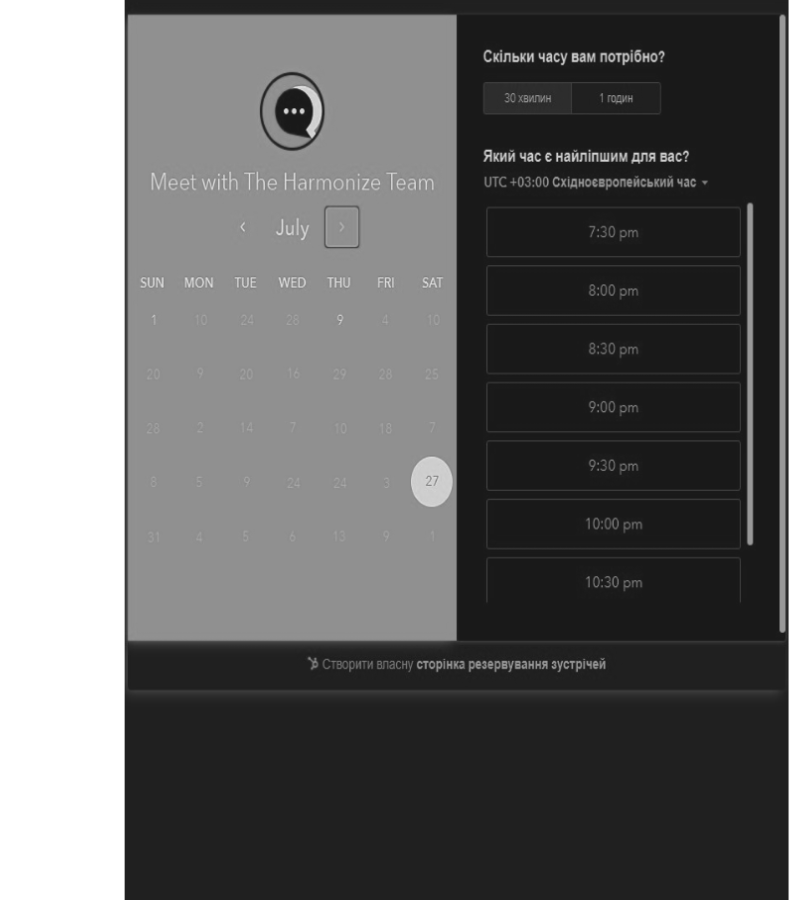 Meet with The Harmonize Team
‹ July ›
SUN MON TUE WED THU FRI SAT
1 10 24 28 9 4 10
20 9 20 16 29 28 25
28 2 14 7 10 18 7
8 5 9 24 24 3 27
31 4 5 6 13 9 1
Скільки часу вам потрібно?
30 хвилин 1 годин
Який час є найліпшим для вас?
UTC +03:00 Східноєвропейський час
7:30 pm
8:00 pm
8:30 pm
9:00 pm
9:30 pm
10:00 pm
10:30 pm
Створити власну сторінка резервування зустрічей